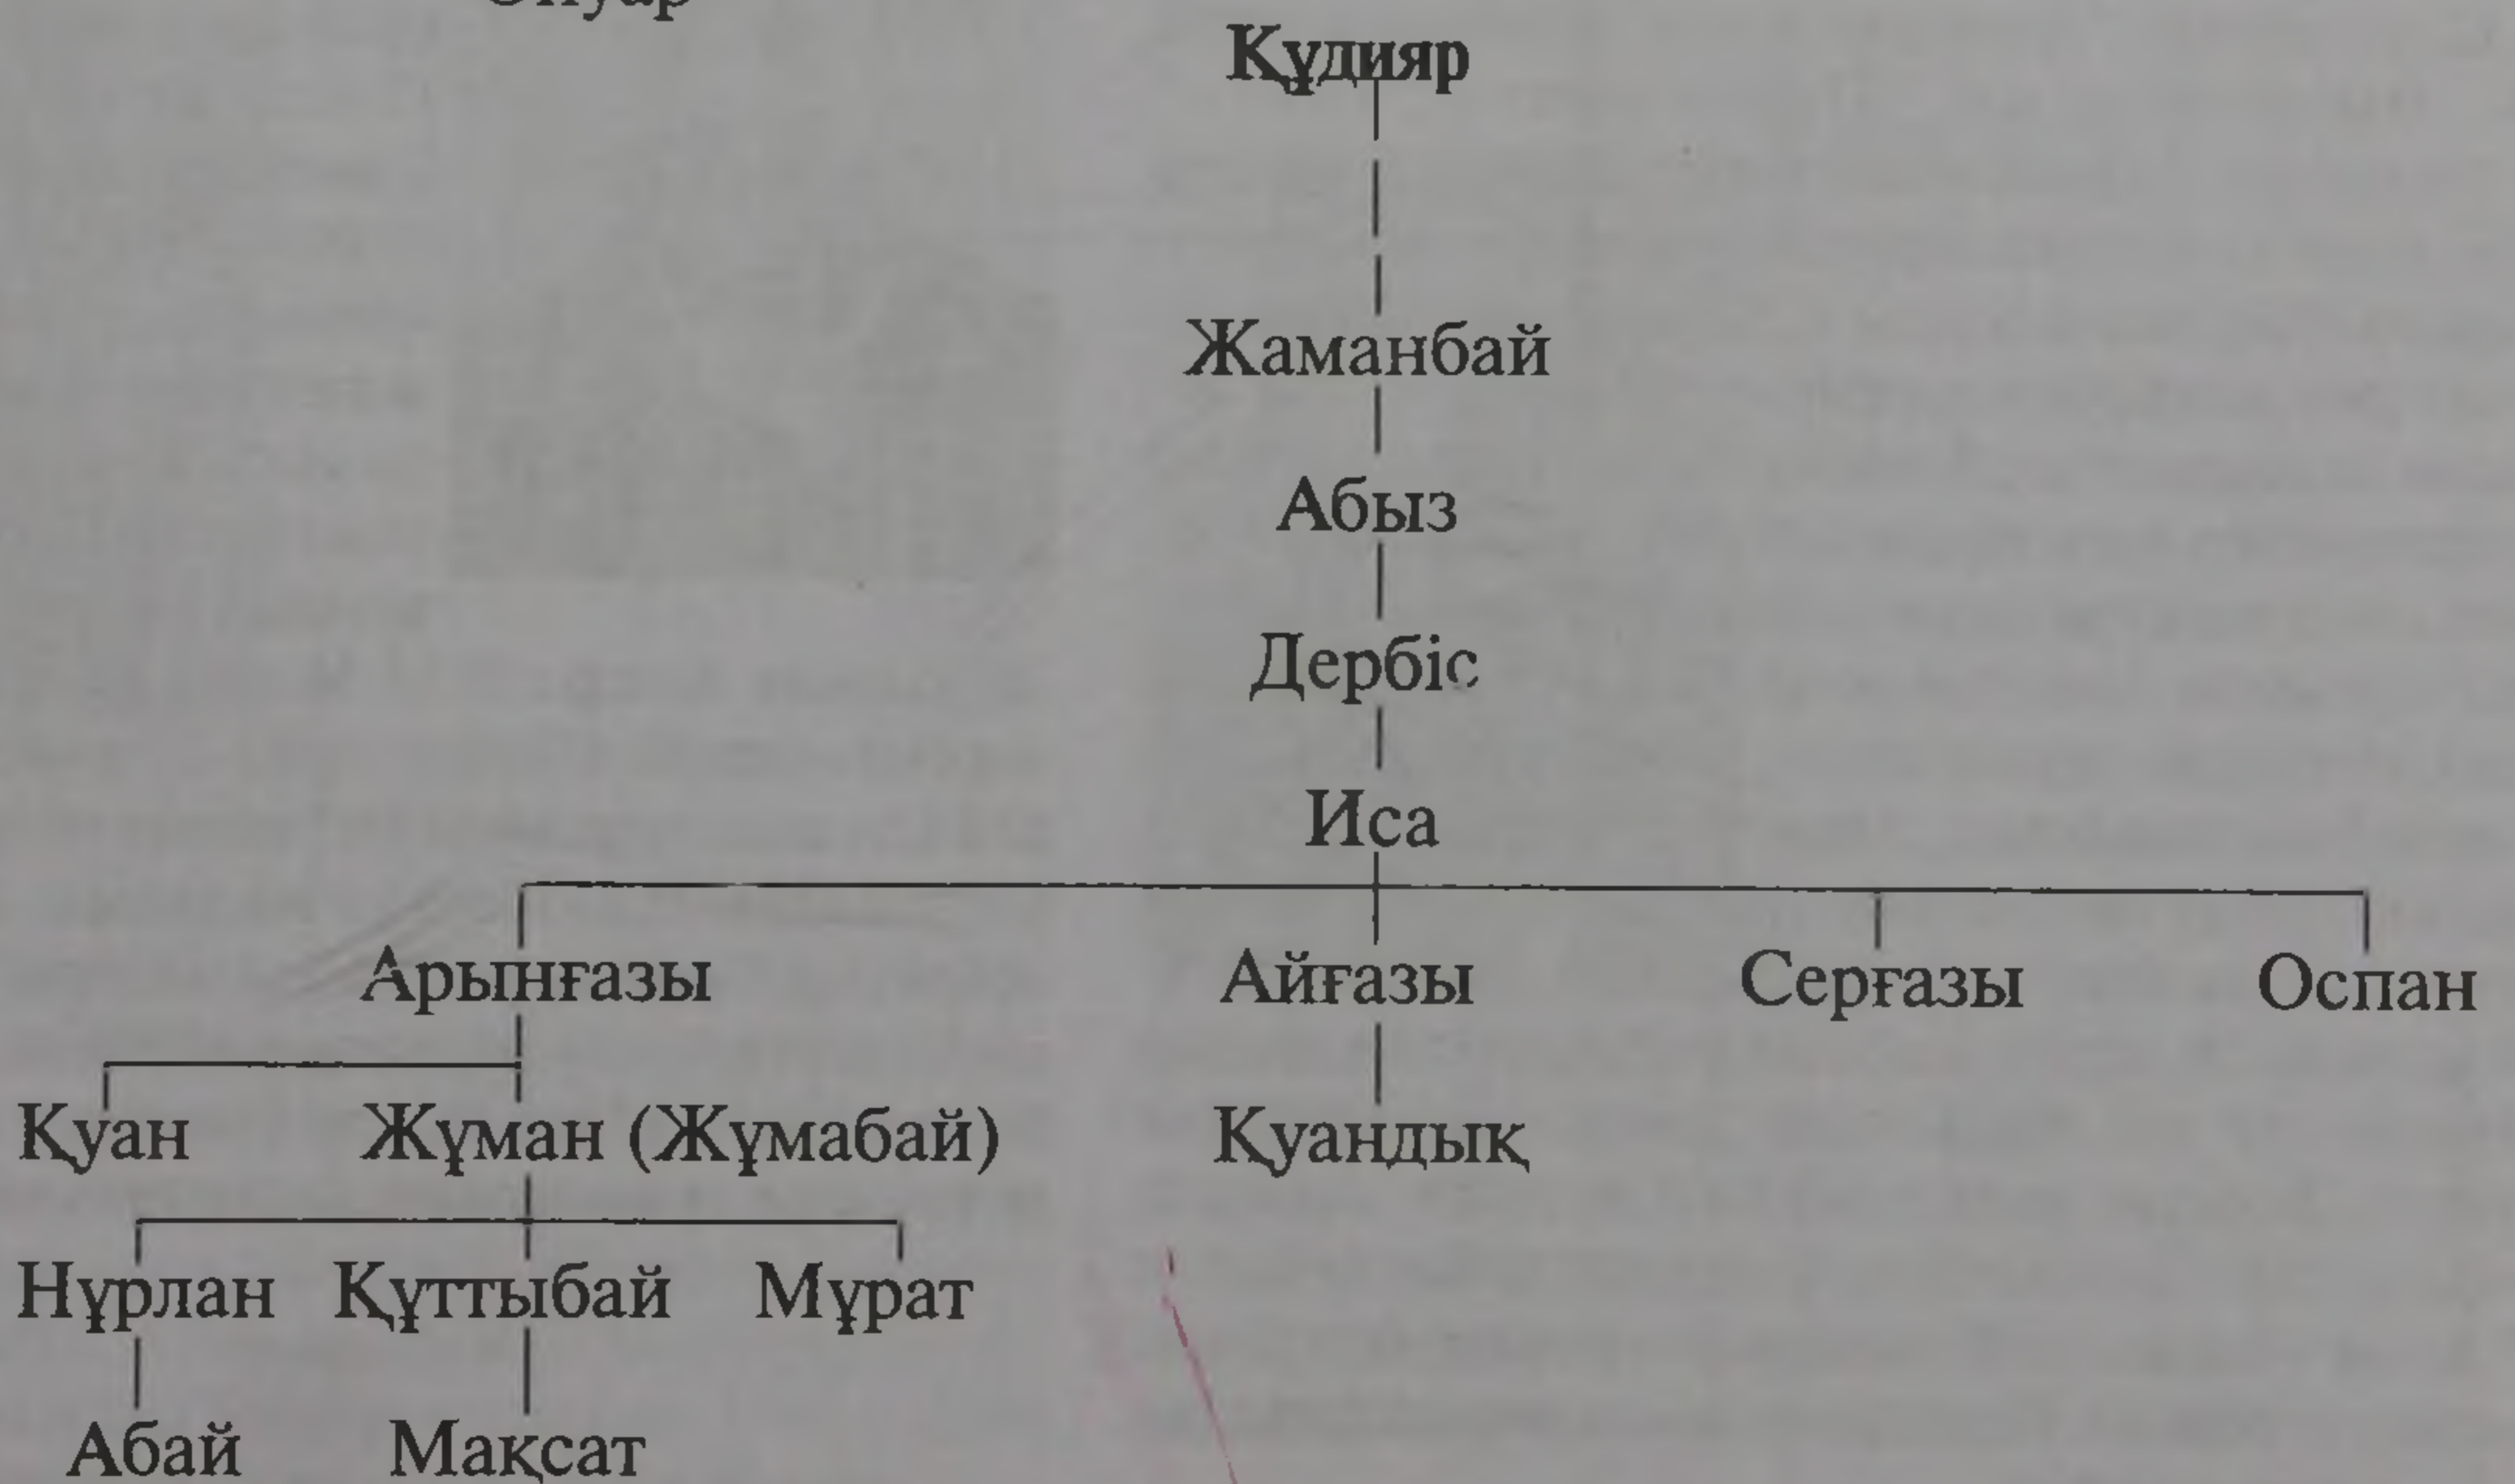 Құдияр
Жаманбай
Абыз
Дербіс
Иса
Арынғазы Айғазы Серғазы Оспан
Қуан Жұман (Жұмабай) Қуандық
Нұрлан Құттыбай Мұрат
Абай Мақсат